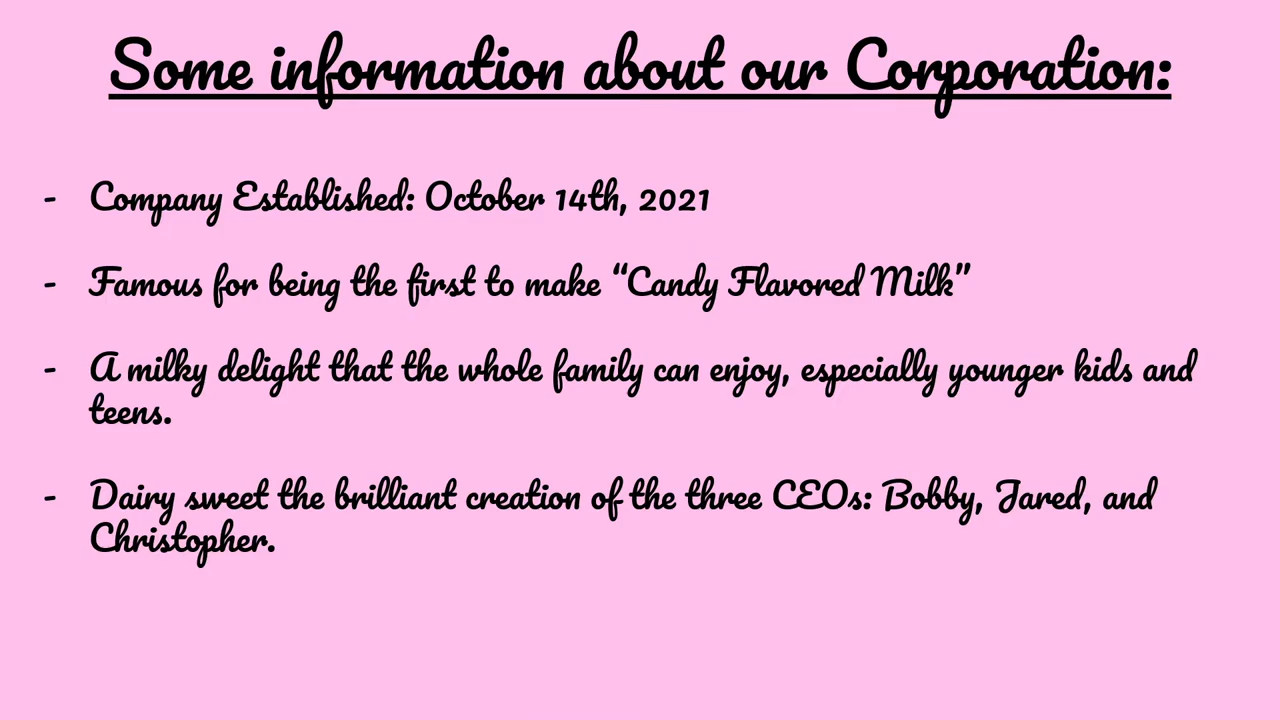 Some information about our Corporation:
- Company Established: October 14th, 2021
- Famous for being the first to make “Candy Flavored Milk”
- A milky delight that the whole family can enjoy, especially younger kids and
teens.
- Dairy sweet the brilliant creation of the three CEOs: Bobby, Jared, and
Christopher.